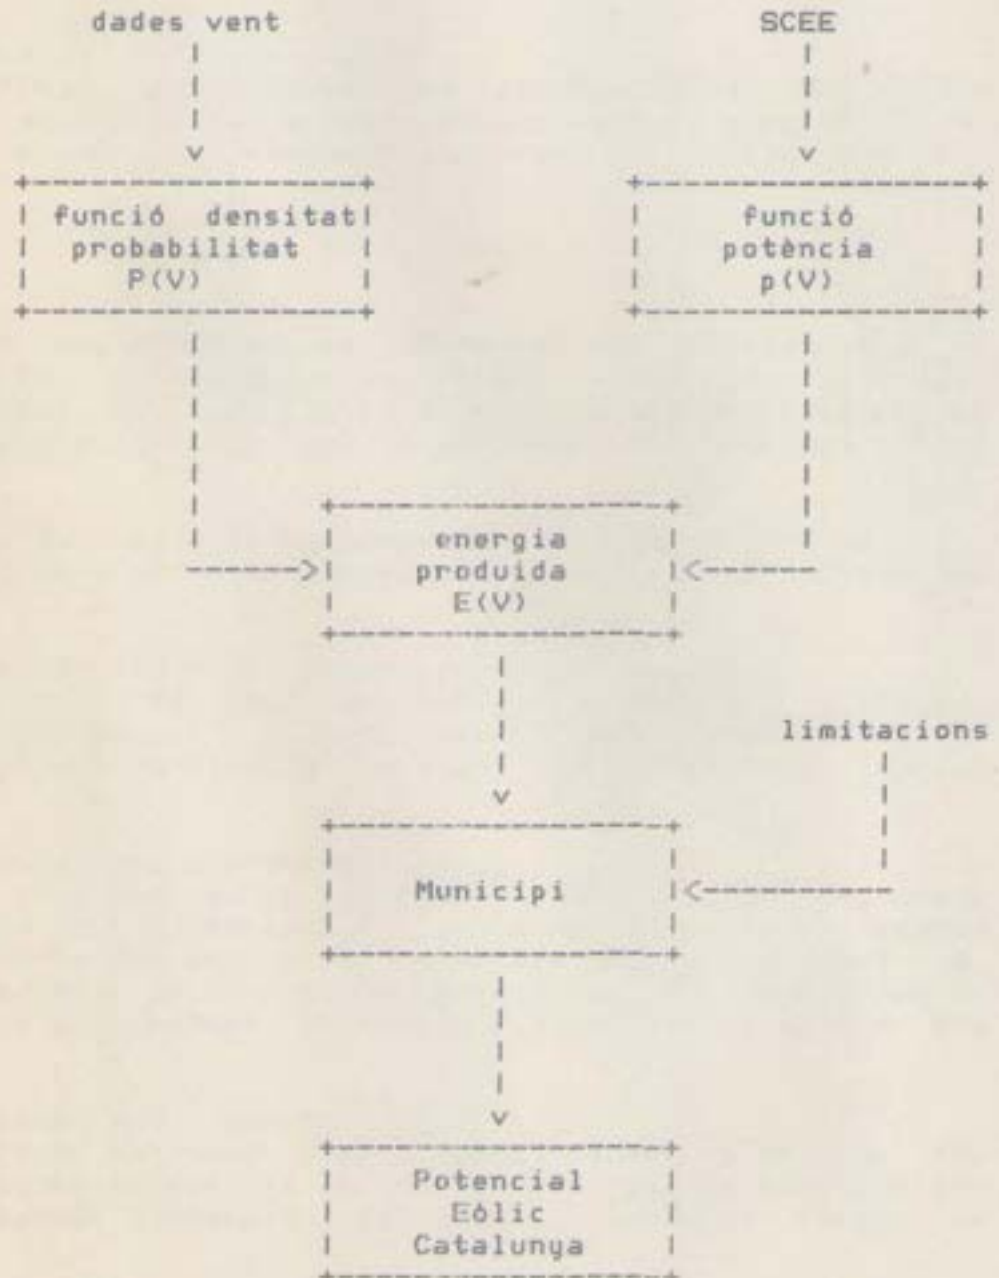 dades vent
SCEE
funció densitat
probabilitat
P(V)
funció
potència
p(V)
energia
produida
E(V)
limitacions
Municipi
Potencial
Eòlic
Catalunya